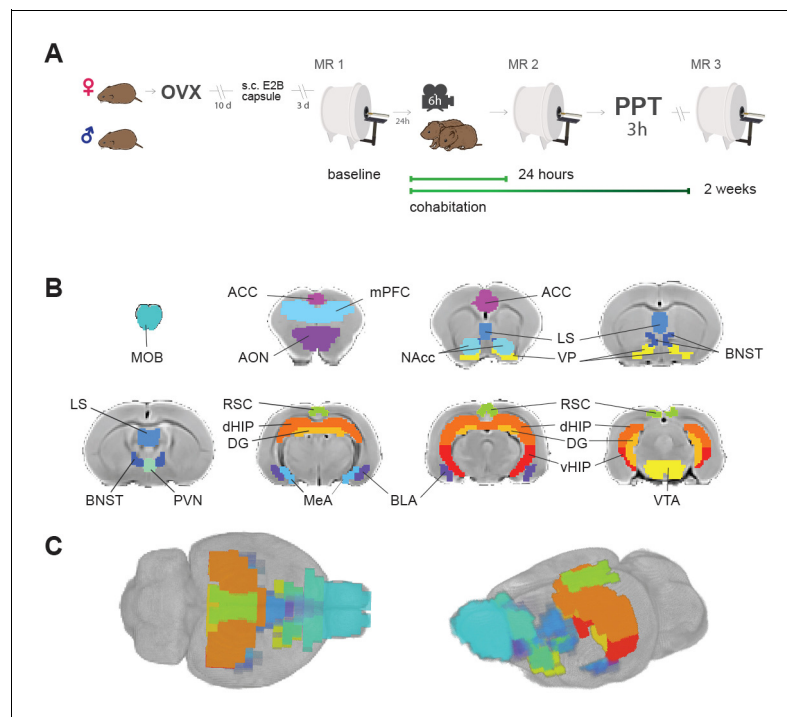 A
MR 1
MR 2
MR 3
♀
OVX
s.c. E2B
capsule
10 d
3 d
24h
6h
PPT
3h
♂
baseline
24 hours
2 weeks
cohabitation
B
ACC
mPFC
ACC
MOB
AON
NAcc
LS
VP
BNST
LS
RSC
dHIP
DG
RSC
dHIP
DG
vHIP
BNST
PVN
MeA
BLA
VTA
C